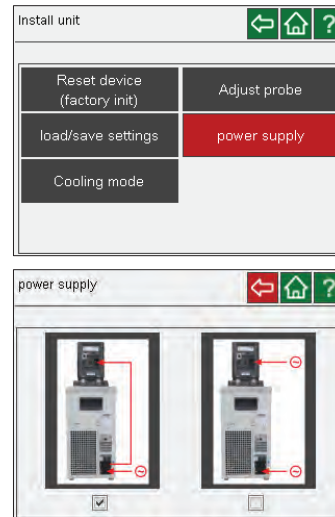 Install unit
?
Reset device
(factory init)
Adjust probe
load/save settings
power supply
Cooling mode
power supply
?